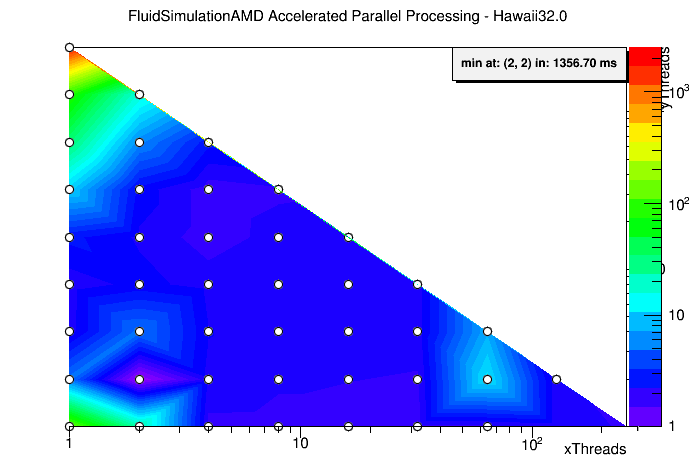 FluidSimulationAMD Accelerated Parallel Processing - Hawaii32.0
min at: (2, 2) in: 1356.70 ms
yThreads
10³
10²
10
1
1
10
10²
xThreads